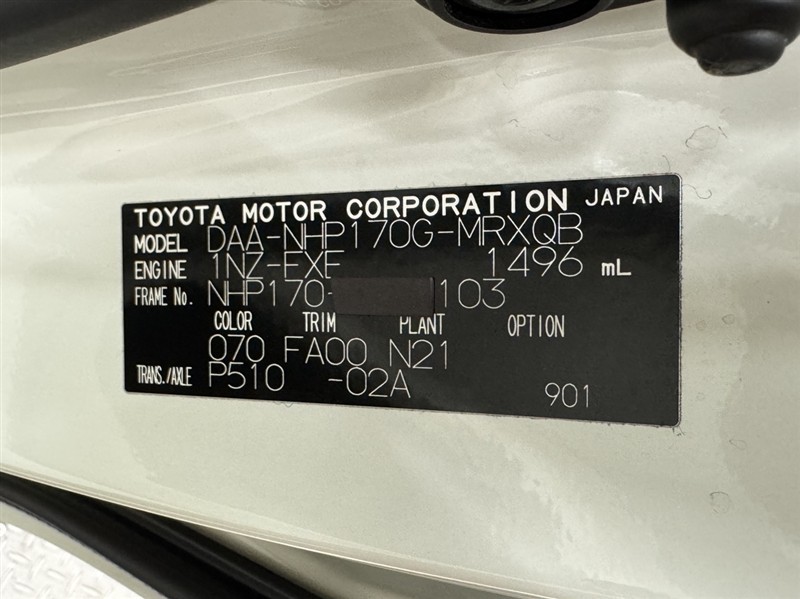 TOYOTA MOTOR CORPORATION JAPAN
MODEL DAA-NHP170G-MRXQB
ENGINE 1NZ-FXE 1496 mL
FRAME No. NHP170- 103
COLOR TRIM PLANT OPTION
070 FA00 N21
TRANS./AXLE P510 -02A 901